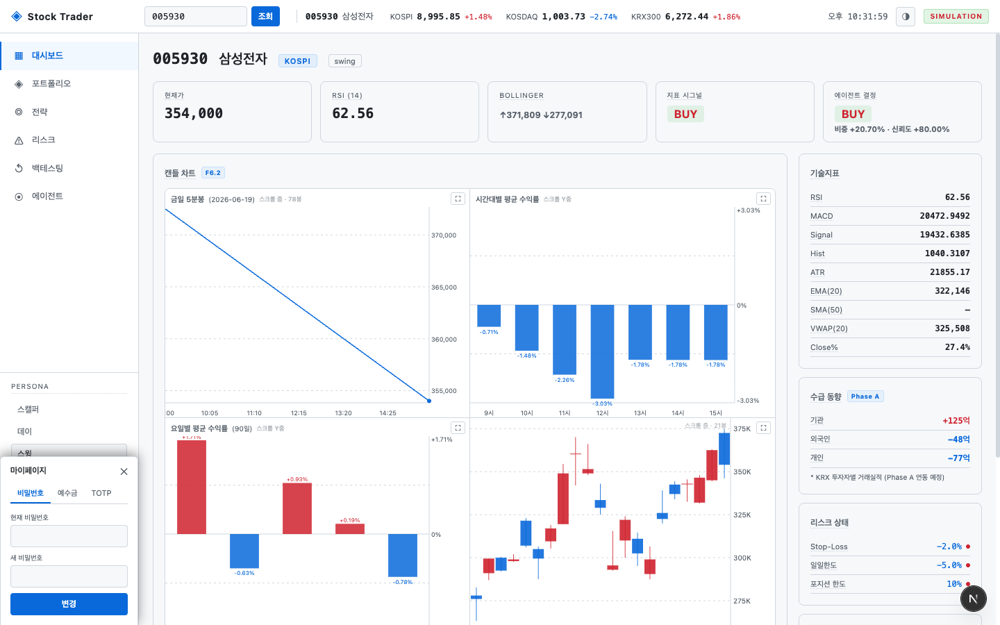 Stock Trader
005930
조회
005930 삼성전자
KOSPI 8,995.85 +1.48%
KOSDAQ 1,003.73 −2.74%
KRX300 6,272.44 +1.86%
오후 10:31:59
SIMULATION
대시보드
포트폴리오
전략
리스크
백테스팅
에이전트
PERSONA
스캘퍼
데이
스윙
마이페이지
비밀번호 예수금 TOTP
현재 비밀번호
새 비밀번호
변경
005930 삼성전자 KOSPI swing
현재가
354,000
RSI (14)
62.56
BOLLINGER
↑371,809 ↓277,091
지표 시그널
BUY
에이전트 결정
BUY
비중 +20.70% · 신뢰도 +80.00%
캔들 차트 F6.2
금일 5분봉 (2026-06-19) 스크롤 줌 · 78봉
370,000
365,000
360,000
355,000
:00 10:05 11:10 12:15 13:20 14:25
시간대별 평균 수익률 스크롤 Y줌
+3.03%
0%
-3.03%
-0.71%
-1.48%
-2.26%
-3.03%
-1.78%
-1.78%
-1.78%
9시 10시 11시 12시 13시 14시 15시
요일별 평균 수익률 (90일) 스크롤 Y줌
+1.71%
+1.71%
-0.63%
+0.93%
+0.19%
-0.78%
0%
스크롤 줌 · 21봉
375K
350K
325K
300K
275K
기술지표
RSI 62.56
MACD 20472.9492
Signal 19432.6385
Hist 1040.3107
ATR 21855.17
EMA(20) 322,146
SMA(50) —
VWAP(20) 325,508
Close% 27.4%
수급 동향 Phase A
기관 +125억
외국인 −48억
개인 −77억
* KRX 투자자별 거래실적 (Phase A 연동 예정)
리스크 상태
Stop-Loss −2.0%
일일한도 −5.0%
포지션 한도 10%
N